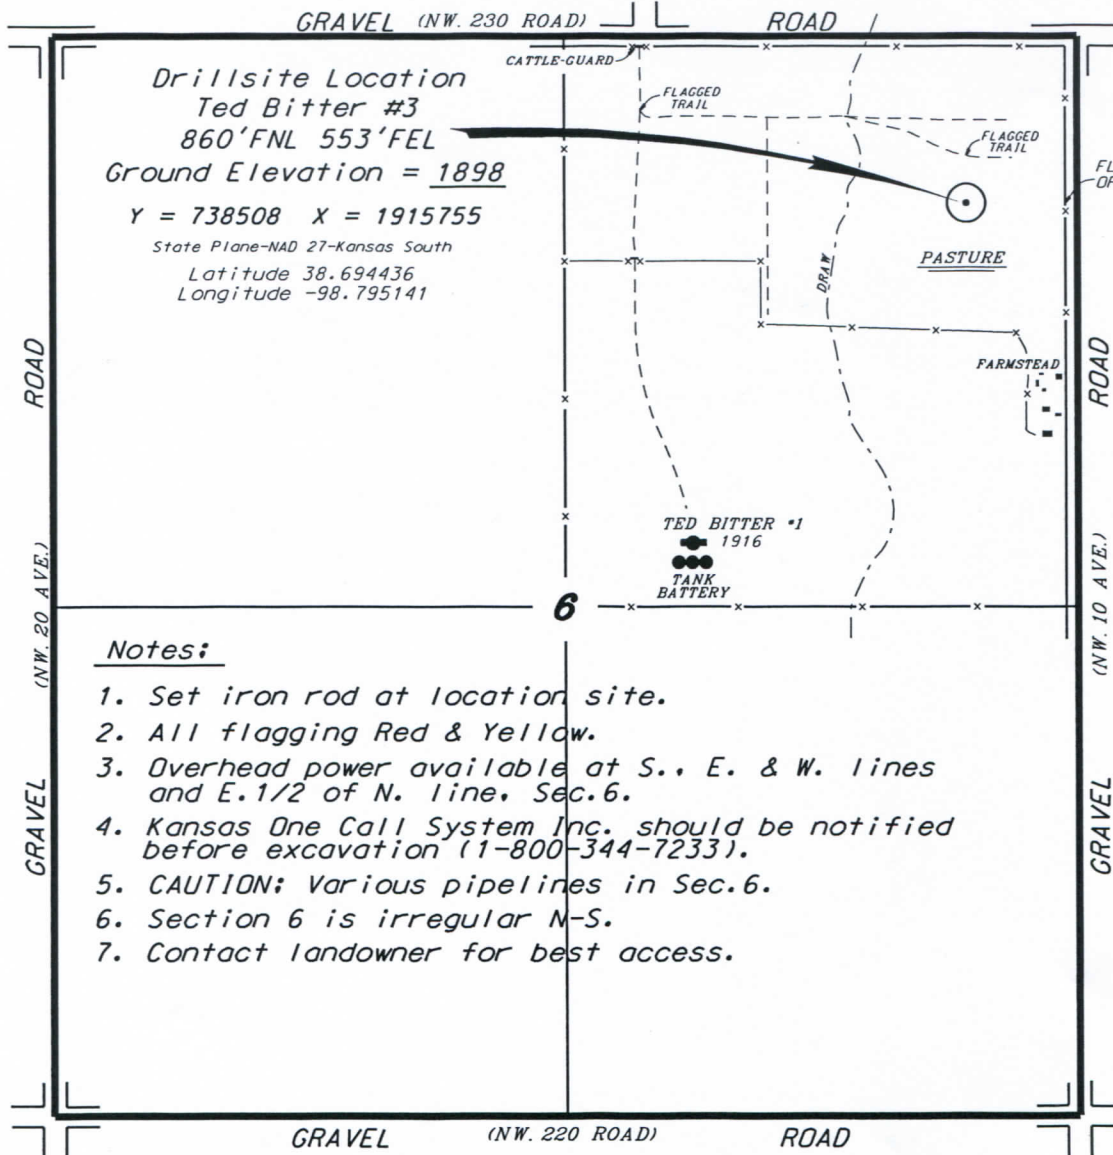 GRAVEL (NW. 230 ROAD) ROAD
Drillsite Location
Ted Bitter #3
860'FNL 553'FEL
Ground Elevation = 1898
Y = 738508 X = 1915755
State Plane-NAD 27-Kansas South
Latitude 38.694436
Longitude -98.795141
CATTLE-GUARD
FLAGGED
TRAIL
FLAGGED
TRAIL
PASTURE
DRAW
FARMSTEAD
TED BITTER #1
1916
TANK
BATTERY
6
ROAD
(NW. 20 AVE.)
GRAVEL
ROAD
(NW. 10 AVE.)
GRAVEL
Notes:
1. Set iron rod at location site.
2. All flagging Red & Yellow.
3. Overhead power available at S., E. & W. lines
and E.1/2 of N. line, Sec.6.
4. Kansas One Call System Inc. should be notified
before excavation (1-800-344-7233).
5. CAUTION: Various pipelines in Sec.6.
6. Section 6 is irregular N-S.
7. Contact landowner for best access.
GRAVEL (NW. 220 ROAD) ROAD